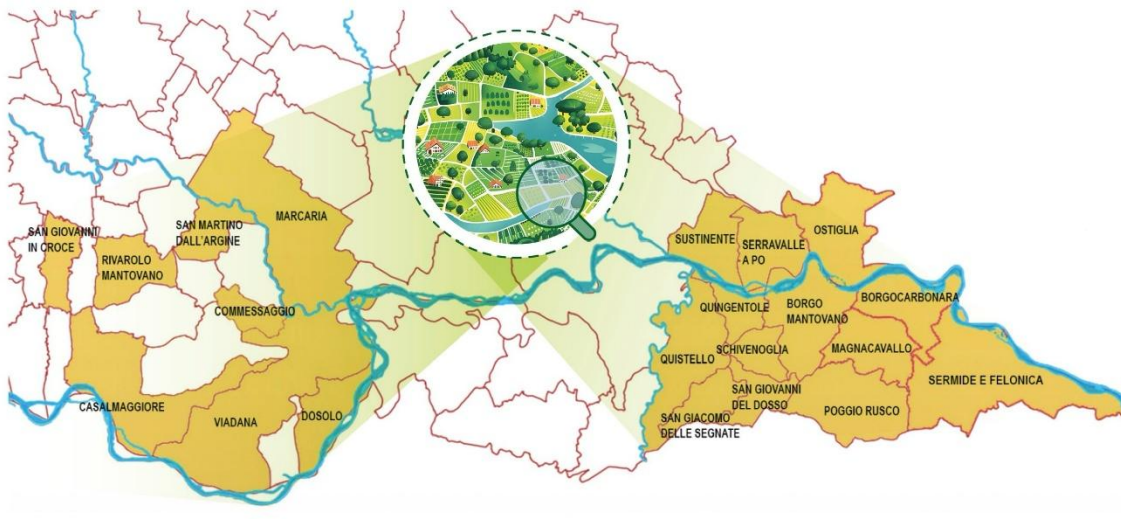 SAN GIOVANNI
IN CROCE
RIVAROLO
MANTOVANO
SAN MARTINO
DALL'ARGINE
MARCARIA
COMMESSAGGIO
CASALMAGGIORE
VIADANA
DOSOLO
SUSTINENTE
SERRAVALLE
A PO
OSTIGLIA
QUINGENTOLE
BORGO
MANTOVANO
BORGOCARBONARA
QUISTELLO
SCHIVENOGLIA
MAGNACAVALLO
SERMIDE E FELONICA
SAN GIACOMO
DELLE SEGNATE
SAN GIOVANNI
DEL DOSSO
POGGIO RUSCO